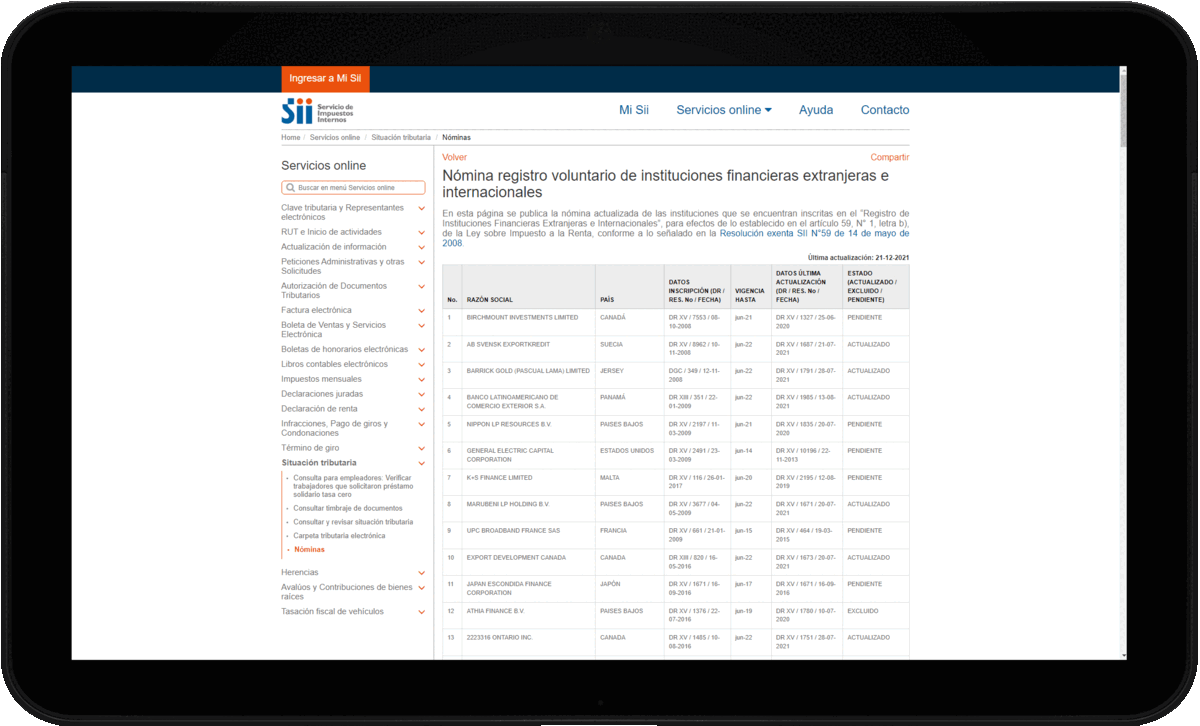 Ingresar a Mi Sii
Sii Servicio de
Impuestos
Internos
Mi Sii Servicios online Ayuda Contacto
Home / Servicios online / Situación tributaria / Nóminas
Servicios online
Buscar en menú Servicios online
Clave tributaria y Representantes
electrónicos
RUT e Inicio de actividades
Actualización de información
Peticiones Administrativas y otras
Solicitudes
Autorización de Documentos
Tributarios
Factura electrónica
Boleta de Ventas y Servicios
Electrónica
Boletas de honorarios electrónicas
Libros contables electrónicos
Impuestos mensuales
Declaraciones juradas
Declaración de renta
Infracciones, Pago de giros y
Condonaciones
Término de giro
Situación tributaria
Consulta para empleadores: Verificar
trabajadores que solicitaron préstamo
solidario tasa cero
Consultar timbraje de documentos
Consultar y revisar situación tributaria
Carpeta tributaria electrónica
Nóminas
Herencias
Avalúos y Contribuciones de bienes
raíces
Tasación fiscal de vehículos
Volver Compartir
Nómina registro voluntario de instituciones financieras extranjeras e
internacionales
En esta página se publica la nómina actualizada de las instituciones que se encuentran inscritas en el "Registro de
Instituciones Financieras Extranjeras e Internacionales", para efectos de lo establecido en el artículo 59, N° 1, letra b),
de la Ley sobre Impuesto a la Renta, conforme a lo señalado en la Resolución exenta SII N°59 de 14 de mayo de
2008.
Última actualización: 21-12-2021
No. RAZÓN SOCIAL PAÍS DATOS INSCRIPCIÓN (DR / RES. No / FECHA) VIGENCIA HASTA DATOS ÚLTIMA ACTUALIZACIÓN (DR / RES. No / FECHA) ESTADO (ACTUALIZADO / EXCLUIDO / PENDIENTE)
1 BIRCHMOUNT INVESTMENTS LIMITED CANADÁ DR XV / 7553 / 08-10-2008 jun-21 DR XV / 1327 / 25-06-2020 PENDIENTE
2 AB SVENSK EXPORTKREDIT SUECIA DR XV / 8962 / 10-11-2008 jun-22 DR XV / 1687 / 21-07-2021 ACTUALIZADO
3 BARRICK GOLD (PASCUAL LAMA) LIMITED JERSEY DGC / 349 / 12-11-2008 jun-22 DR XV / 1791 / 28-07-2021 ACTUALIZADO
4 BANCO LATINOAMERICANO DE COMERCIO EXTERIOR S.A. PANAMÁ DR XIII / 351 / 22-01-2009 jun-22 DR XV / 1985 / 13-08-2021 ACTUALIZADO
5 NIPPON LP RESOURCES B.V. PAISES BAJOS DR XV / 2197 / 11-03-2009 jun-21 DR XV / 1835 / 20-07-2020 PENDIENTE
6 GENERAL ELECTRIC CAPITAL CORPORATION ESTADOS UNIDOS DR XV / 2491 / 23-03-2009 jun-14 DR XV / 10196 / 22-11-2013 PENDIENTE
7 K+S FINANCE LIMITED MALTA DR XV / 116 / 26-01-2017 jun-20 DR XV / 2195 / 12-08-2019 PENDIENTE
8 MARUBENI LP HOLDING B.V. PAISES BAJOS DR XV / 3677 / 04-05-2009 jun-22 DR XV / 1671 / 20-07-2021 ACTUALIZADO
9 UPC BROADBAND FRANCE SAS FRANCIA DR XV / 661 / 21-01-2009 jun-15 DR XV / 464 / 19-03-2015 PENDIENTE
10 EXPORT DEVELOPMENT CANADA CANADA DR XIII / 820 / 16-05-2016 jun-22 DR XV / 1673 / 20-07-2021 ACTUALIZADO
11 JAPAN ESCONDIDA FINANCE CORPORATION JAPÓN DR XV / 1671 / 16-09-2016 jun-17 DR XV / 1671 / 16-09-2016 PENDIENTE
12 ATHIA FINANCE B.V. PAISES BAJOS DR XV / 1376 / 22-07-2016 jun-19 DR XV / 1780 / 10-07-2020 EXCLUIDO
13 2223316 ONTARIO INC. CANADA DR XV / 1485 / 10-08-2016 jun-22 DR XV / 1751 / 28-07-2021 ACTUALIZADO